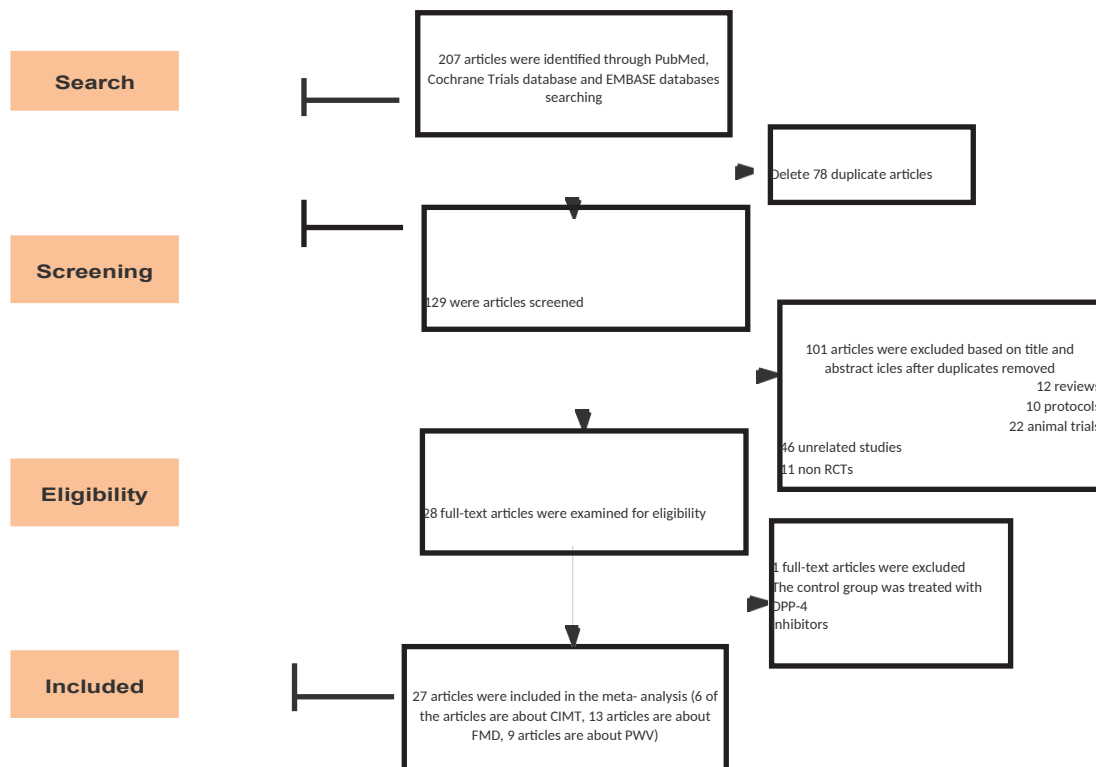 Search
207 articles were identified through PubMed,
Cochrane Trials database and EMBASE databases
searching
Delete 78 duplicate articles
Screening
129 were articles screened
101 articles were excluded based on title and
abstract icles after duplicates removed
12 reviews
10 protocols
22 animal trials
46 unrelated studies
11 non RCTs
Eligibility
28 full-text articles were examined for eligibility
1 full-text articles were excluded
The control group was treated with
DPP-4
inhibitors
Included
27 articles were included in the meta- analysis (6 of
the articles are about CIMT, 13 articles are about
FMD, 9 articles are about PWV)